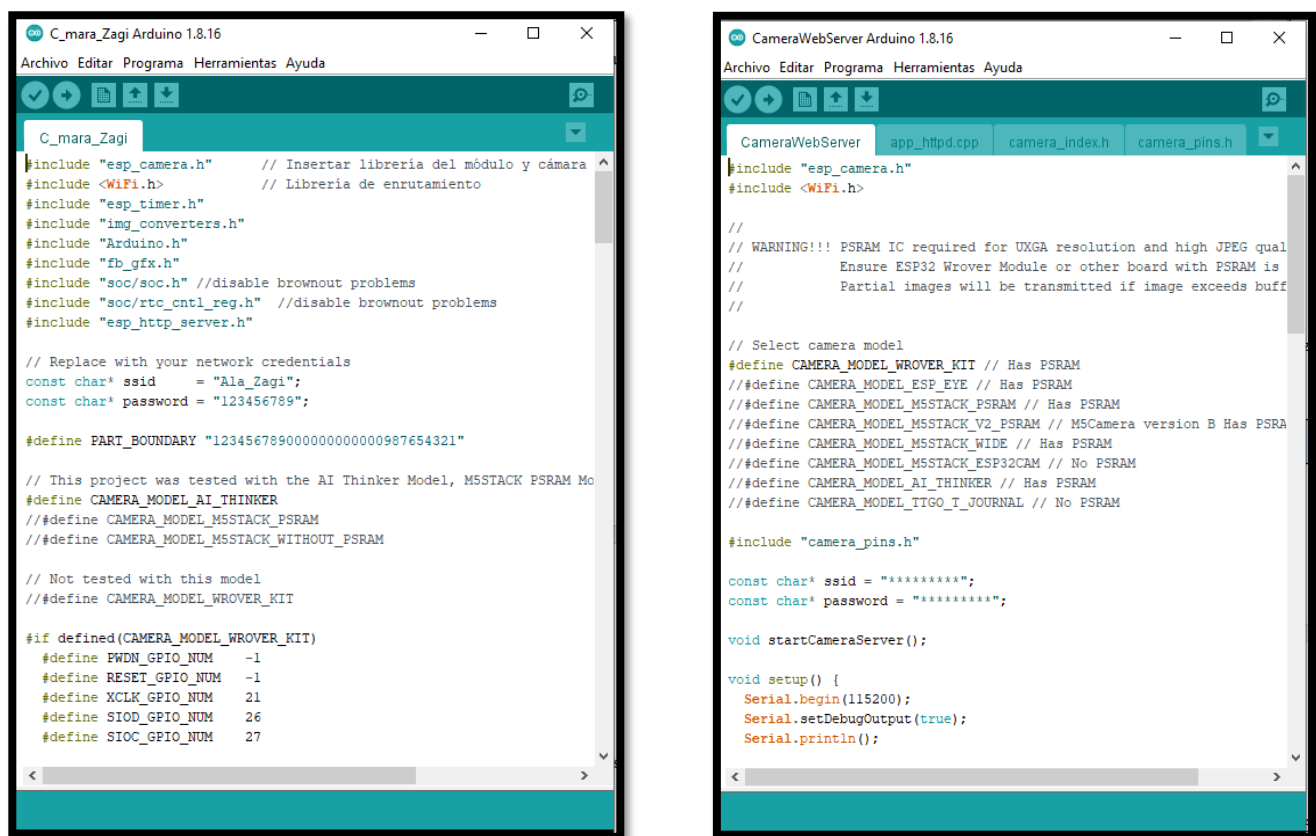 C_mara_Zagi Arduino 1.8.16
Archivo Editar Programa Herramientas Ayuda
C_mara_Zagi
#include "esp_camera.h" // Insertar librería del módulo y cámara
#include <WiFi.h> // Librería de enrutamiento
#include "esp_timer.h"
#include "img_converters.h"
#include "Arduino.h"
#include "fb_gfx.h"
#include "soc/soc.h" //disable brownout problems
#include "soc/rtc_cntl_reg.h" //disable brownout problems
#include "esp_http_server.h"
// Replace with your network credentials
const char* ssid = "Ala_Zagi";
const char* password = "123456789";
#define PART_BOUNDARY "123456789000000000000987654321"
// This project was tested with the AI Thinker Model, M5STACK PSRAM Mo
#define CAMERA_MODEL_AI_THINKER
//#define CAMERA_MODEL_M5STACK_PSRAM
//#define CAMERA_MODEL_M5STACK_WITHOUT_PSRAM
// Not tested with this model
//#define CAMERA_MODEL_WROVER_KIT
#if defined(CAMERA_MODEL_WROVER_KIT)
#define PWDN_GPIO_NUM -1
#define RESET_GPIO_NUM -1
#define XCLK_GPIO_NUM 21
#define SIOD_GPIO_NUM 26
#define SIOC_GPIO_NUM 27
CameraWebServer Arduino 1.8.16
Archivo Editar Programa Herramientas Ayuda
CameraWebServer app_httpd.cpp camera_index.h camera_pins.h
#include "esp_camera.h"
#include <WiFi.h>
//
// WARNING!!! PSRAM IC required for UXGA resolution and high JPEG qual
// Ensure ESP32 Wrover Module or other board with PSRAM is
// Partial images will be transmitted if image exceeds buff
//
// Select camera model
#define CAMERA_MODEL_WROVER_KIT // Has PSRAM
//#define CAMERA_MODEL_ESP_EYE // Has PSRAM
//#define CAMERA_MODEL_M5STACK_PSRAM // Has PSRAM
//#define CAMERA_MODEL_M5STACK_V2_PSRAM // M5Camera version B Has PSRA
//#define CAMERA_MODEL_M5STACK_WIDE // Has PSRAM
//#define CAMERA_MODEL_M5STACK_ESP32CAM // No PSRAM
//#define CAMERA_MODEL_AI_THINKER // Has PSRAM
//#define CAMERA_MODEL_TTGO_T_JOURNAL // No PSRAM
#include "camera_pins.h"
const char* ssid = "*********";
const char* password = "*********";
void startCameraServer();
void setup() {
Serial.begin(115200);
Serial.setDebugOutput(true);
Serial.println();